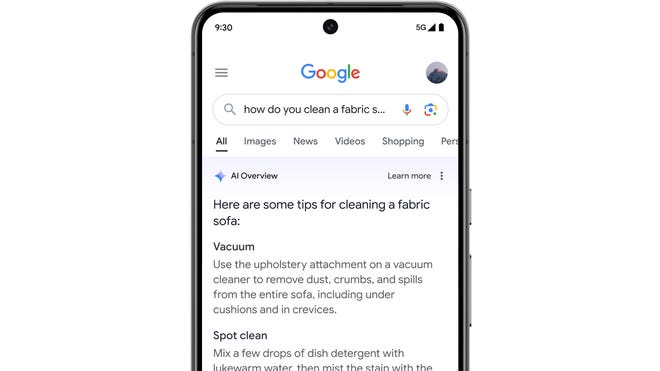 9:30 5G
Google
how do you clean a fabric s...
All Images News Videos Shopping Pers
AI Overview Learn more
Here are some tips for cleaning a fabric
sofa:
Vacuum
Use the upholstery attachment on a vacuum
cleaner to remove dust, crumbs, and spills
from the entire sofa, including under
cushions and in crevices.
Spot clean
Mix a few drops of dish detergent with
lukewarm water, then mist the stain with the